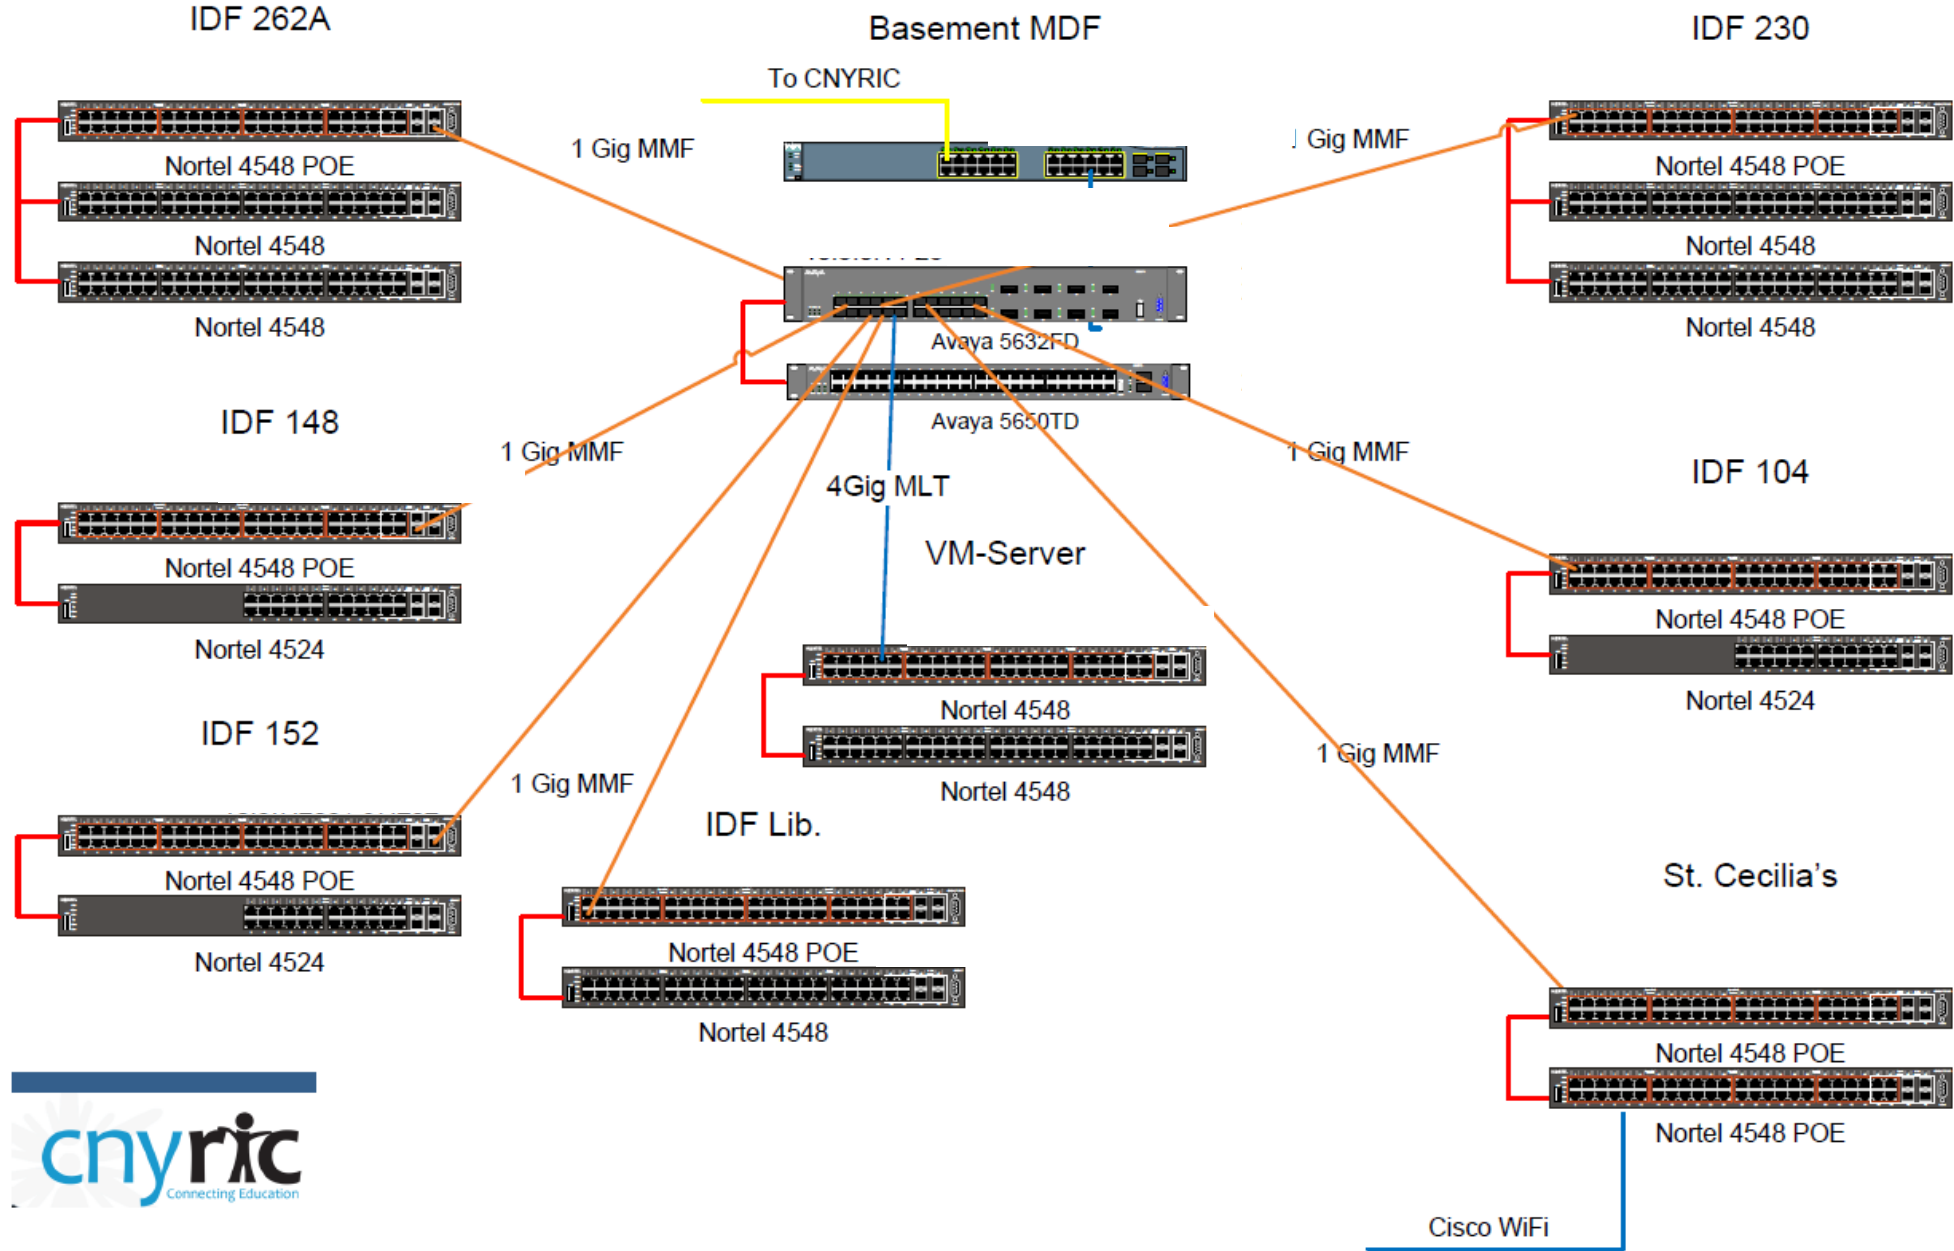 IDF 262A
Basement MDF
IDF 230
To CNYRIC
1 Gig MMF
Gig MMF
Nortel 4548 POE
Nortel 4548
Nortel 4548
Nortel 4548 POE
Nortel 4548
Nortel 4548
Avaya 5632FD
Avaya 5650TD
IDF 148
1 Gig MMF
1 Gig MMF
IDF 104
4Gig MLT
VM-Server
Nortel 4548 POE
Nortel 4524
Nortel 4548 POE
Nortel 4524
Nortel 4548
Nortel 4548
IDF 152
1 Gig MMF
1 Gig MMF
IDF Lib.
Nortel 4548 POE
Nortel 4524
Nortel 4548 POE
Nortel 4548
St. Cecilia's
Nortel 4548 POE
Nortel 4548 POE
cnyric
Connecting Education
Cisco WiFi